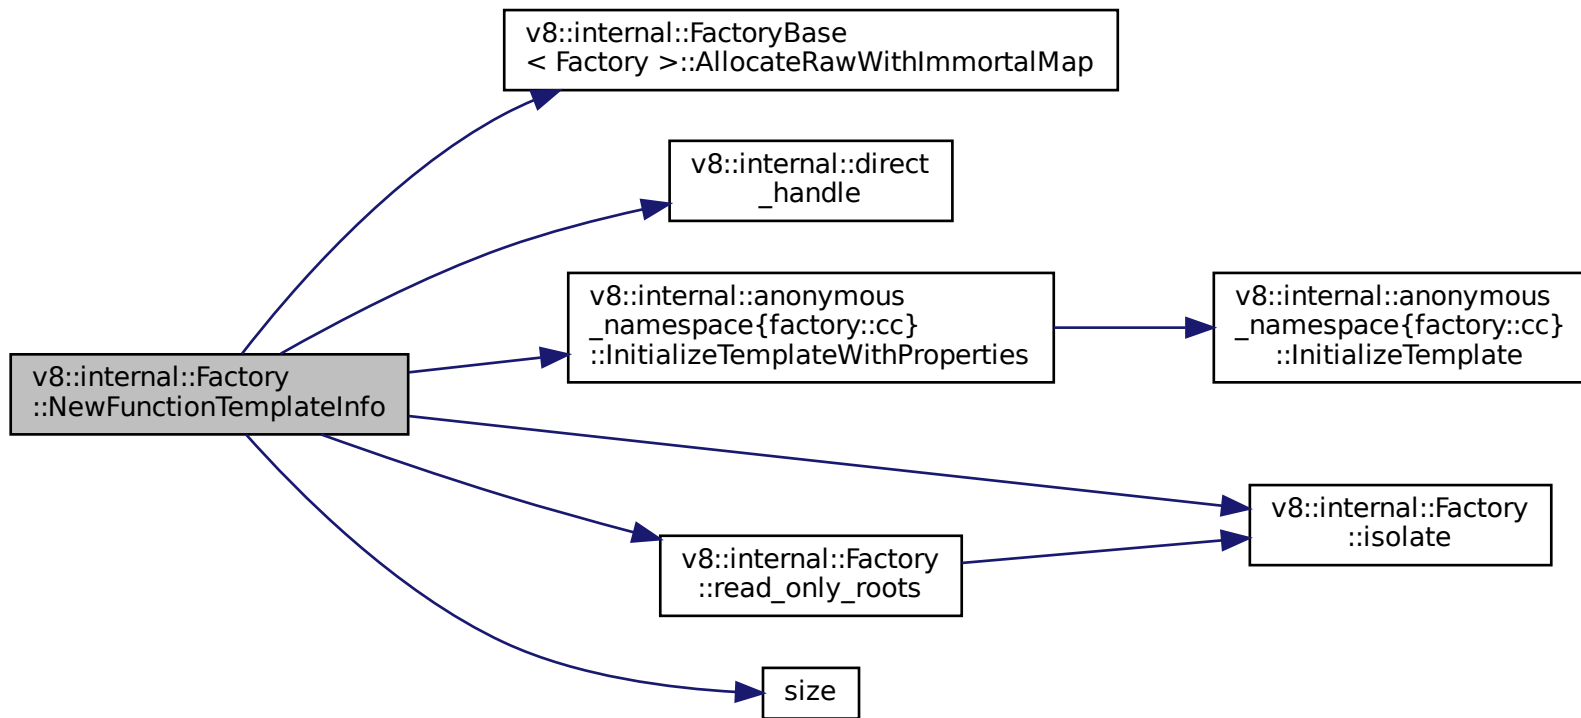 v8::internal::FactoryBase
< Factory >::AllocateRawWithImmortalMap
v8::internal::direct
_handle
v8::internal::anonymous
_namespace{factory::cc}
::InitializeTemplateWithProperties
v8::internal::anonymous
_namespace{factory::cc}
::InitializeTemplate
v8::internal::Factory
::NewFunctionTemplateInfo
v8::internal::Factory
::isolate
v8::internal::Factory
::read_only_roots
size